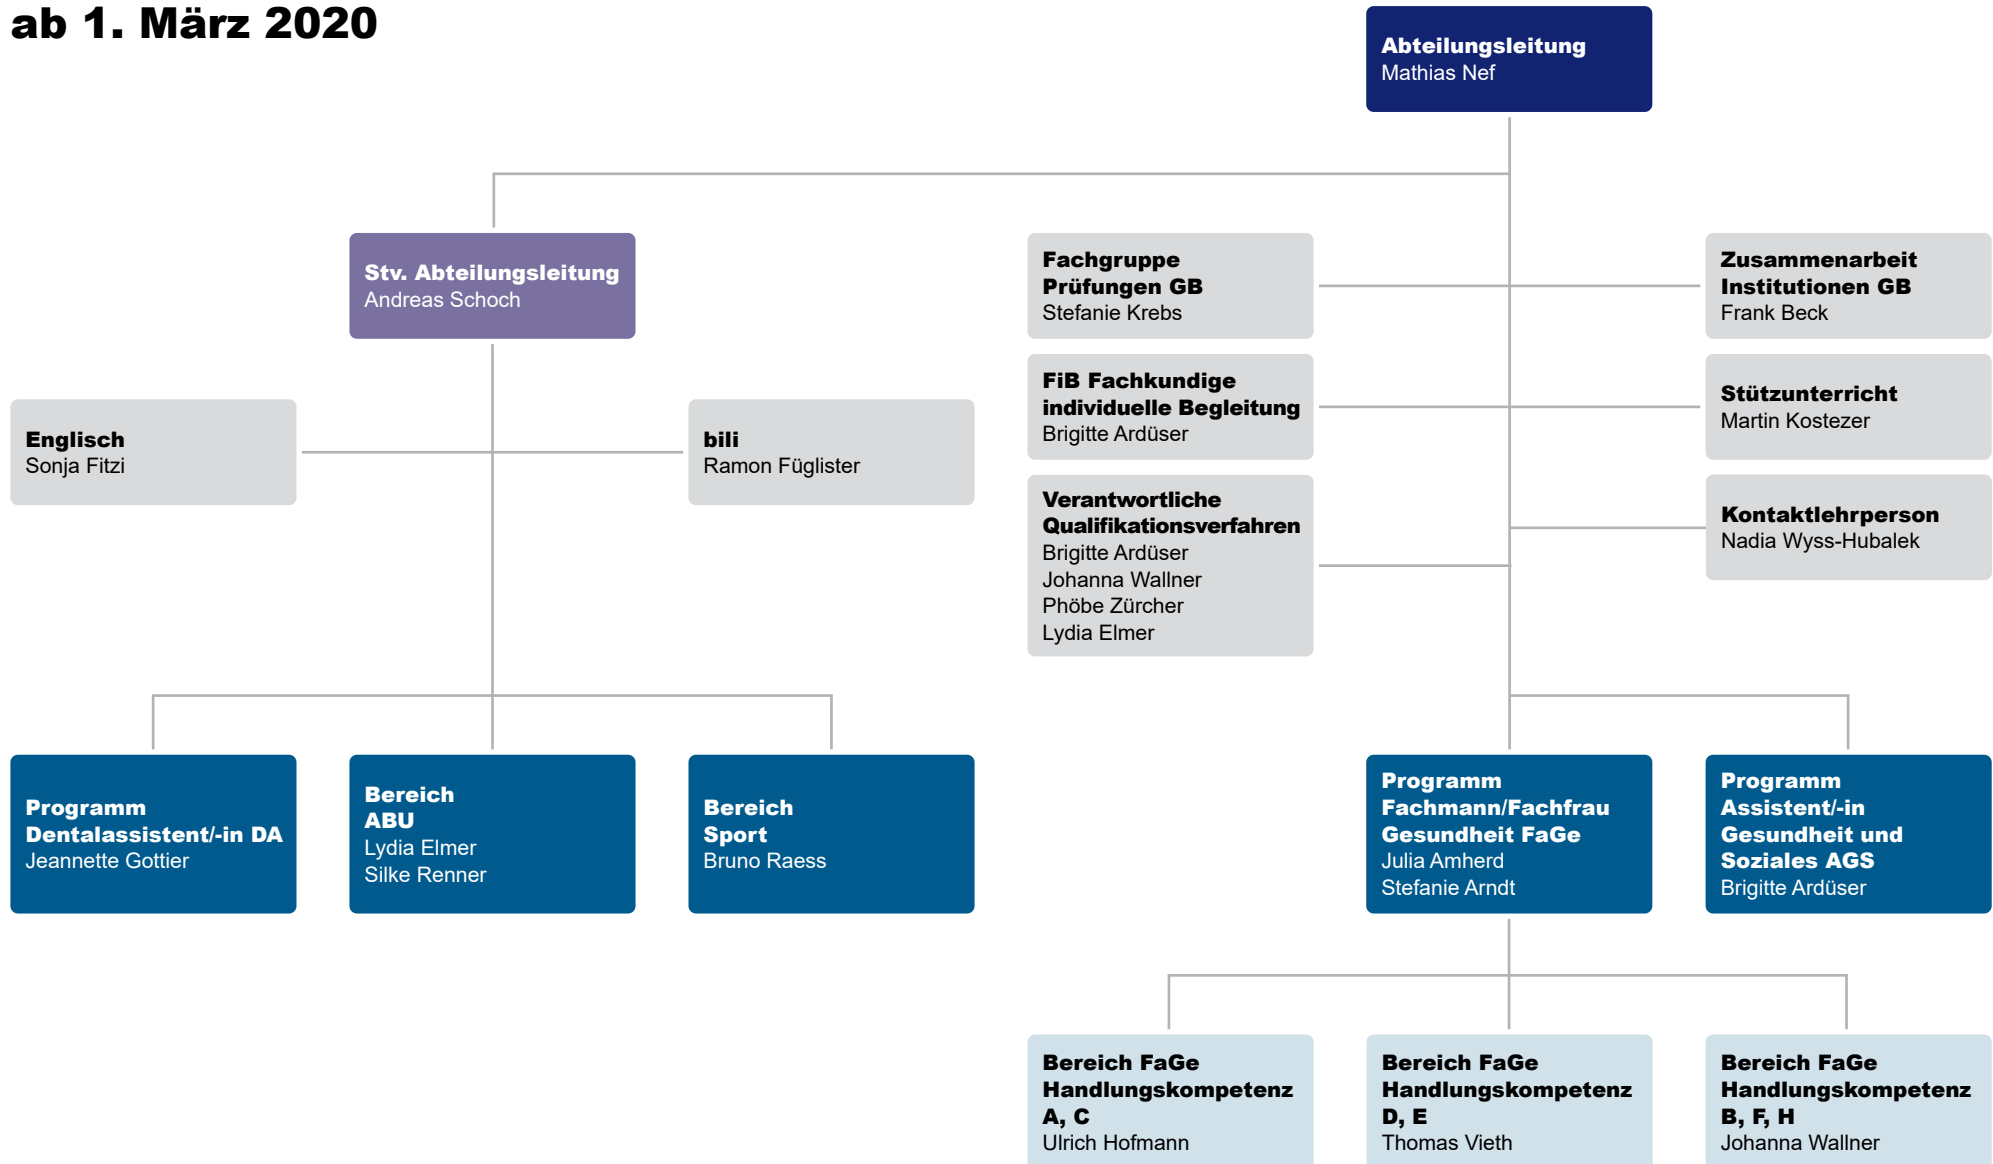 ab 1. März 2020
Abteilungsleitung
Mathias Nef
Stv. Abteilungsleitung
Andreas Schoch
Fachgruppe
Prüfungen GB
Stefanie Krebs
Zusammenarbeit
Institutionen GB
Frank Beck
FiB Fachkundige
individuelle Begleitung
Brigitte Ardüser
Stützunterricht
Martin Kostezer
Englisch
Sonja Fitzi
bili
Ramon Füglister
Verantwortliche
Qualifikationsverfahren
Brigitte Ardüser
Johanna Wallner
Phöbe Zürcher
Lydia Elmer
Kontaktlehrperson
Nadia Wyss-Hubalek
Programm
Dentalassistent/-in DA
Jeannette Gottier
Bereich
ABU
Lydia Elmer
Silke Renner
Bereich
Sport
Bruno Raess
Programm
Fachmann/Fachfrau
Gesundheit FaGe
Julia Amherd
Stefanie Arndt
Programm
Assistent/-in
Gesundheit und
Soziales AGS
Brigitte Ardüser
Bereich FaGe
Handlungskompetenz
A, C
Ulrich Hofmann
Bereich FaGe
Handlungskompetenz
D, E
Thomas Vieth
Bereich FaGe
Handlungskompetenz
B, F, H
Johanna Wallner